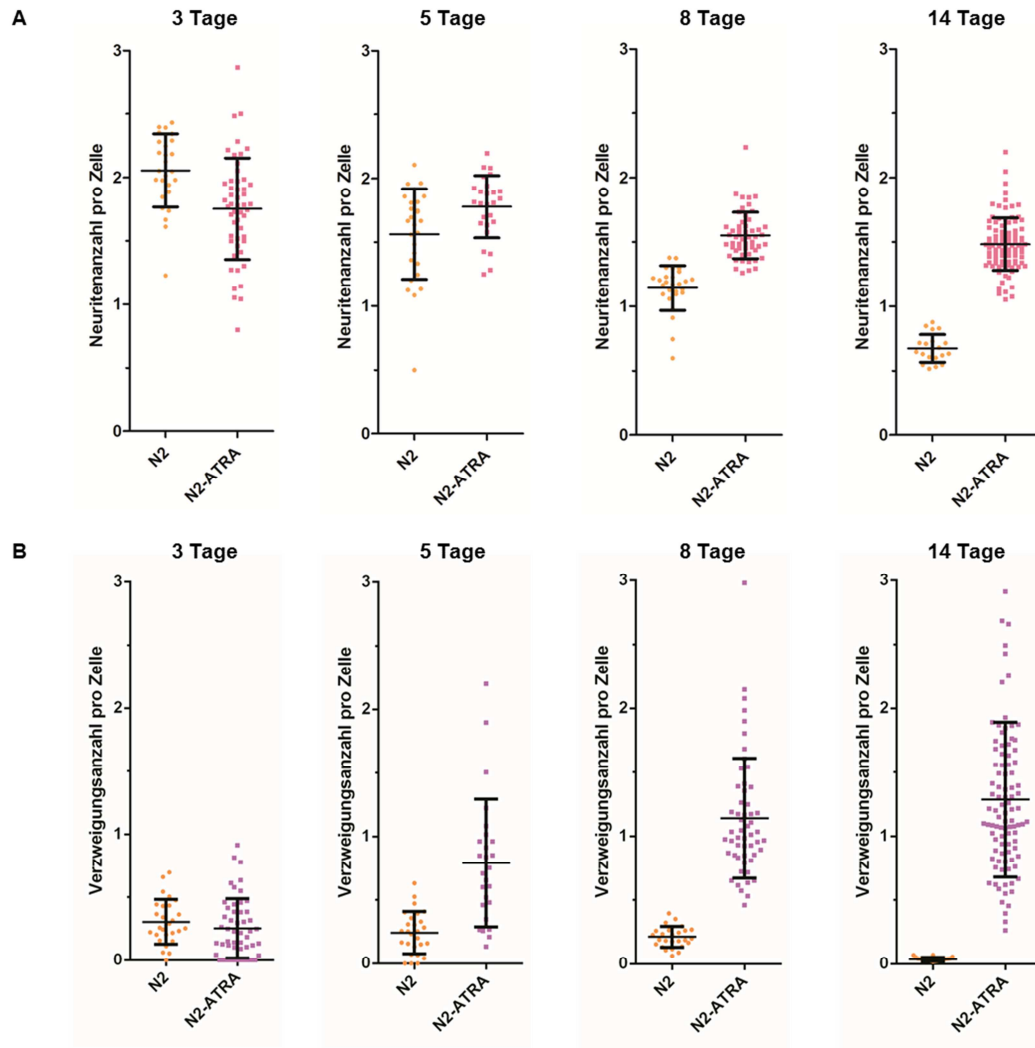 A
3 Tage
5 Tage
8 Tage
14 Tage
Neuritenanzahl pro Zelle
3
2
1
0
N2
N2-ATRA
Neuritenanzahl pro Zelle
3
2
1
0
N2
N2-ATRA
Neuritenanzahl pro Zelle
3
2
1
0
N2
N2-ATRA
Neuritenanzahl pro Zelle
3
2
1
0
N2
N2-ATRA
B
3 Tage
5 Tage
8 Tage
14 Tage
Verzweigungsanzahl pro Zelle
3
2
1
0
N2
N2-ATRA
Verzweigungsanzahl pro Zelle
3
2
1
0
N2
N2-ATRA
Verzweigungsanzahl pro Zelle
3
2
1
0
N2
N2-ATRA
Verzweigungsanzahl pro Zelle
3
2
1
0
N2
N2-ATRA